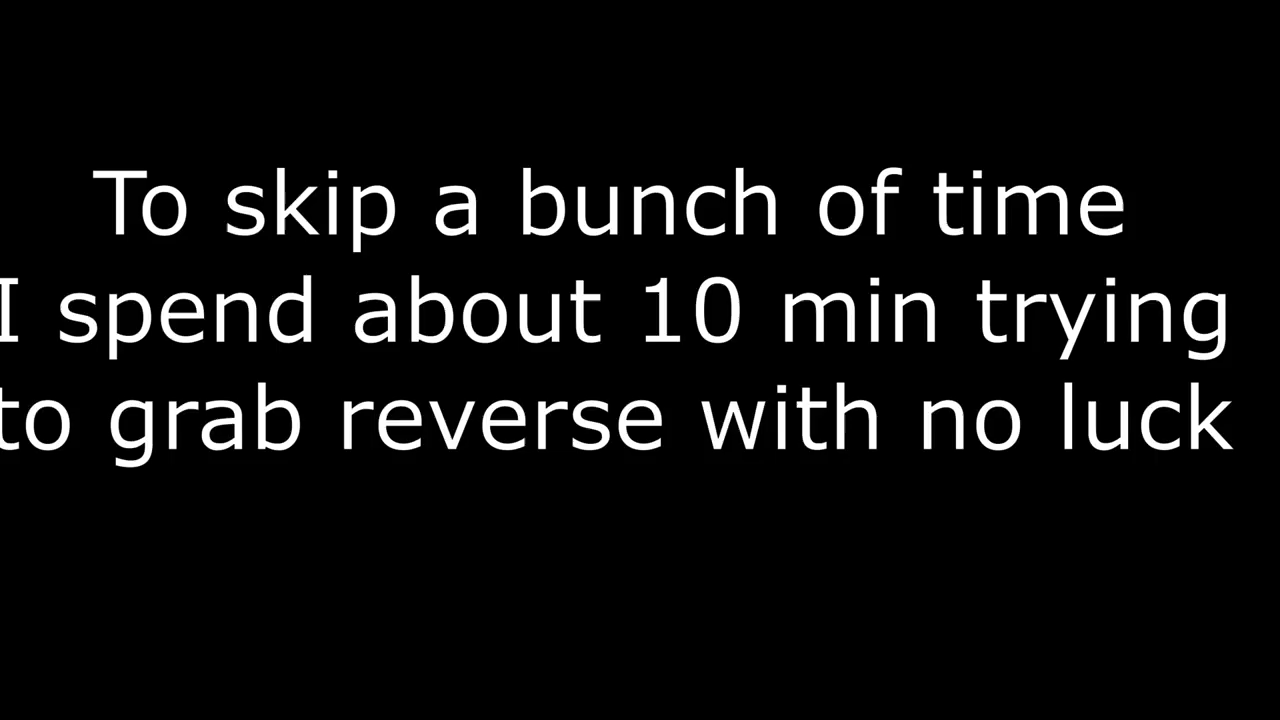 To skip a bunch of time
I spend about 10 min trying
to grab reverse with no luck